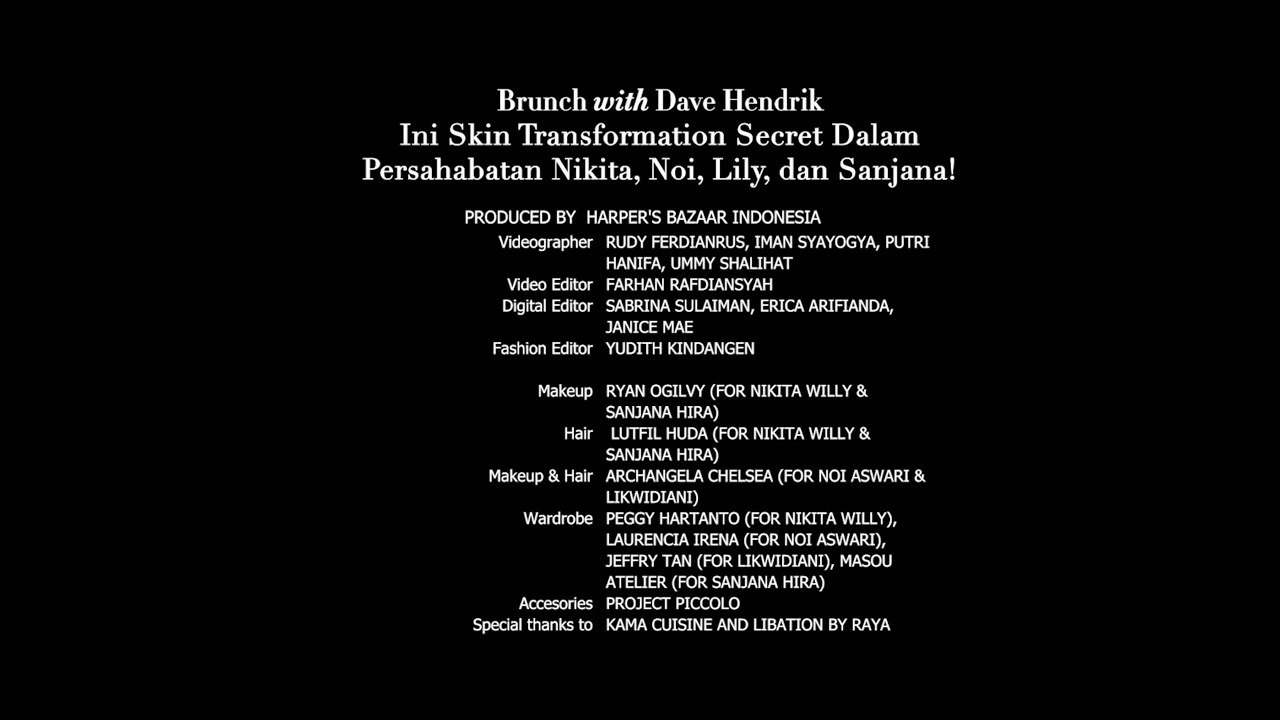 Brunch with Dave Hendrik
Ini Skin Transformation Secret Dalam
Persahabatan Nikita, Noi, Lily, dan Sanjana!
PRODUCED BY HARPER'S BAZAAR INDONESIA
Videographer RUDY FERDIANRUS, IMAN SYAYOGYA, PUTRI
HANIFA, UMMY SHALIHAT
Video Editor FARHAN RAFDIANSYAH
Digital Editor SABRINA SULAIMAN, ERICA ARIFIANDA,
JANICE MAE
Fashion Editor YUDITH KINDANGEN
Makeup RYAN OGILVY (FOR NIKITA WILLY &
SANJANA HIRA)
Hair LUTFIL HUDA (FOR NIKITA WILLY &
SANJANA HIRA)
Makeup & Hair ARCHANGELA CHELSEA (FOR NOI ASWARI &
LIKWIDIANI)
Wardrobe PEGGY HARTANTO (FOR NIKITA WILLY),
LAURENCIA IRENA (FOR NOI ASWARI),
JEFFRY TAN (FOR LIKWIDIANI), MASOU
ATELIER (FOR SANJANA HIRA)
Accesories PROJECT PICCOLO
Special thanks to KAMA CUISINE AND LIBATION BY RAYA